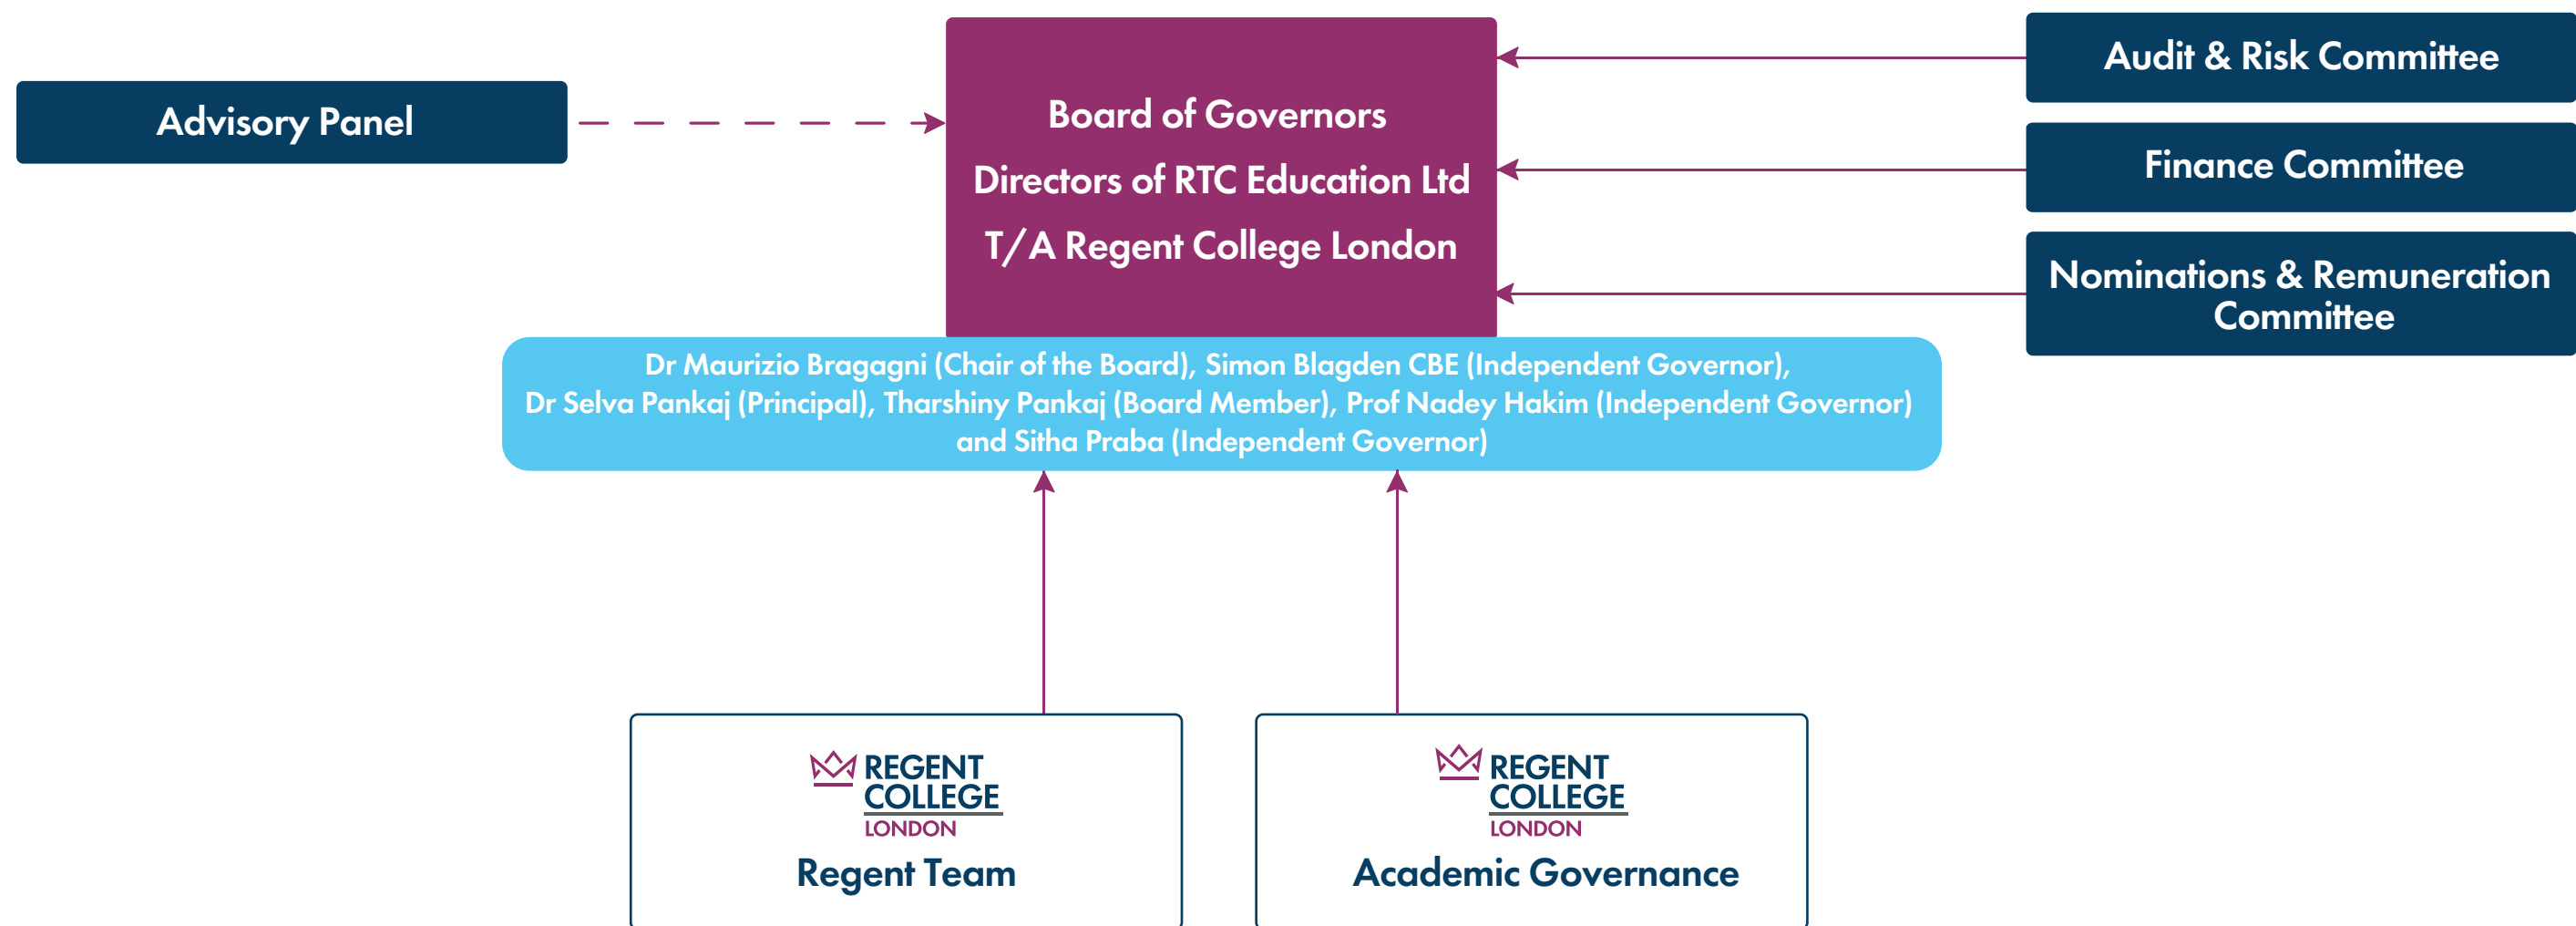 Advisory Panel
Board of Governors
Directors of RTC Education Ltd
T/A Regent College London
Audit & Risk Committee
Finance Committee
Nominations & Remuneration
Committee
Dr Maurizio Bragagni (Chair of the Board), Simon Blagden CBE (Independent Governor),
Dr Selva Pankaj (Principal), Tharshiny Pankaj (Board Member), Prof Nadey Hakim (Independent Governor)
and Sitha Praba (Independent Governor)
REGENT
COLLEGE
LONDON
Regent Team
REGENT
COLLEGE
LONDON
Academic Governance